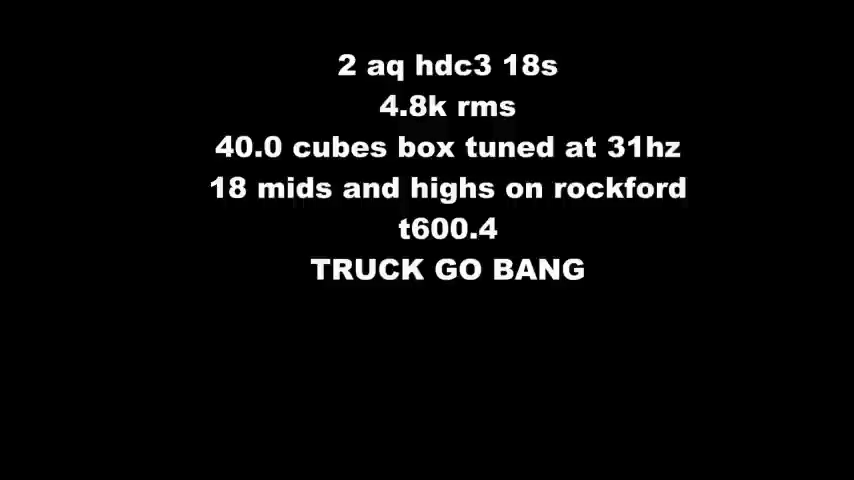 2 aq hdc3 18s
4.8k rms
40.0 cubes box tuned at 31hz
18 mids and highs on rockford
t600.4
TRUCK GO BANG